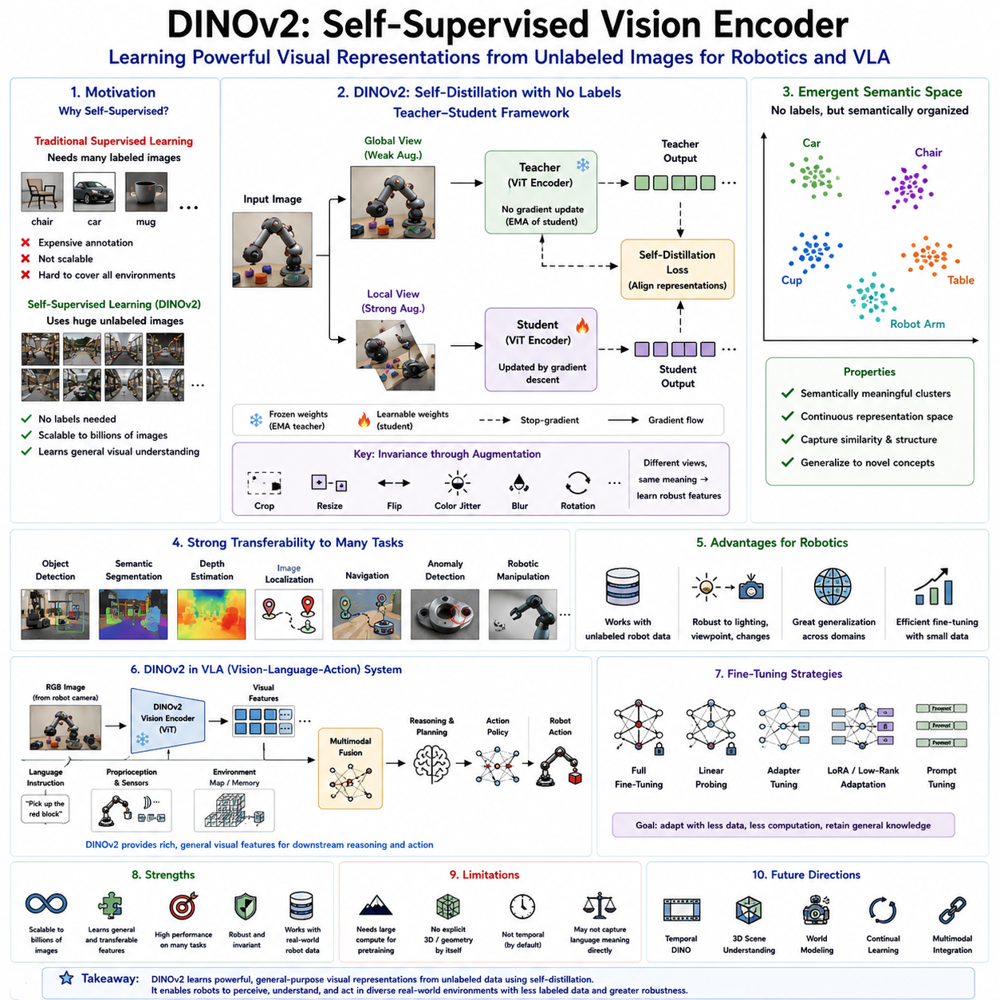 DINOv2: Self-Supervised Vision Encoder
Learning Powerful Visual Representations from Unlabeled Images for Robotics and VLA
1. Motivation
Why Self-Supervised?
Traditional Supervised Learning
Needs many labeled images
chair
car
mug
Expensive annotation
Not scalable
Hard to cover all environments
Self-Supervised Learning (DINOv2)
Uses huge unlabeled images
No labels needed
Scalable to billions of images
Learns general visual understanding
2. DINOv2: Self-Distillation with No Labels
Teacher–Student Framework
Input Image
Global View
(Weak Aug.)
Teacher
(ViT Encoder)
No gradient update
(EMA of student)
Teacher
Output
Self-Distillation
Loss
(Align representations)
Local View
(Strong Aug.)
Student
(ViT Encoder)
Updated by gradient
descent
Student
Output
Frozen weights
(EMA teacher)
Learnable weights
(student)
Stop-gradient
Gradient flow
Key: Invariance through Augmentation
Crop
Resize
Flip
Color Jitter
Blur
Rotation
Different views,
same meaning →
learn robust features
3. Emergent Semantic Space
No labels, but semantically organized
Car
Chair
Cup
Table
Robot Arm
Properties
Semantically meaningful clusters
Continuous representation space
Capture similarity & structure
Generalize to novel concepts
4. Strong Transferability to Many Tasks
Object
Detection
Semantic
Segmentation
Depth
Estimation
Image
Localization
Navigation
Anomaly
Detection
Robotic
Manipulation
5. Advantages for Robotics
Works with
unlabeled robot data
Robust to lighting,
viewpoint, changes
Great generalization
across domains
Efficient fine-tuning
with small data
6. DINOv2 in VLA (Vision-Language-Action) System
RGB Image
(from robot camera)
DINOv2
Vision Encoder
(ViT)
Visual
Features
Multimodal
Fusion
Reasoning &
Planning
Action
Policy
Robot
Action
Language
Instruction
"Pick up the
red block"
Proprioception
& Sensors
Environment
Map / Memory
DINOv2 provides rich, general visual features for downstream reasoning and action
7. Fine-Tuning Strategies
Full
Fine-Tuning
Linear
Probing
Adapter
Tuning
LoRA / Low-Rank
Adaptation
Prompt
Tuning
Goal: adapt with less data, less computation, retain general knowledge
8. Strengths
Scalable to
billions of
images
Learns general
and transferable
features
High performance
on many tasks
Robust and
invariant
Works with
real-world
robot data
9. Limitations
Needs large
compute for
pretraining
No explicit
3D / geometry
by itself
Not temporal
(by default)
May not capture
language meaning
directly
10. Future Directions
Temporal
DINO
3D Scene
Understanding
World
Modeling
Continual
Learning
Multimodal
Integration
Takeaway:
DINOv2 learns powerful, general-purpose visual representations from unlabeled data using self-distillation.
It enables robots to perceive, understand, and act in diverse real-world environments with less labeled data and greater robustness.